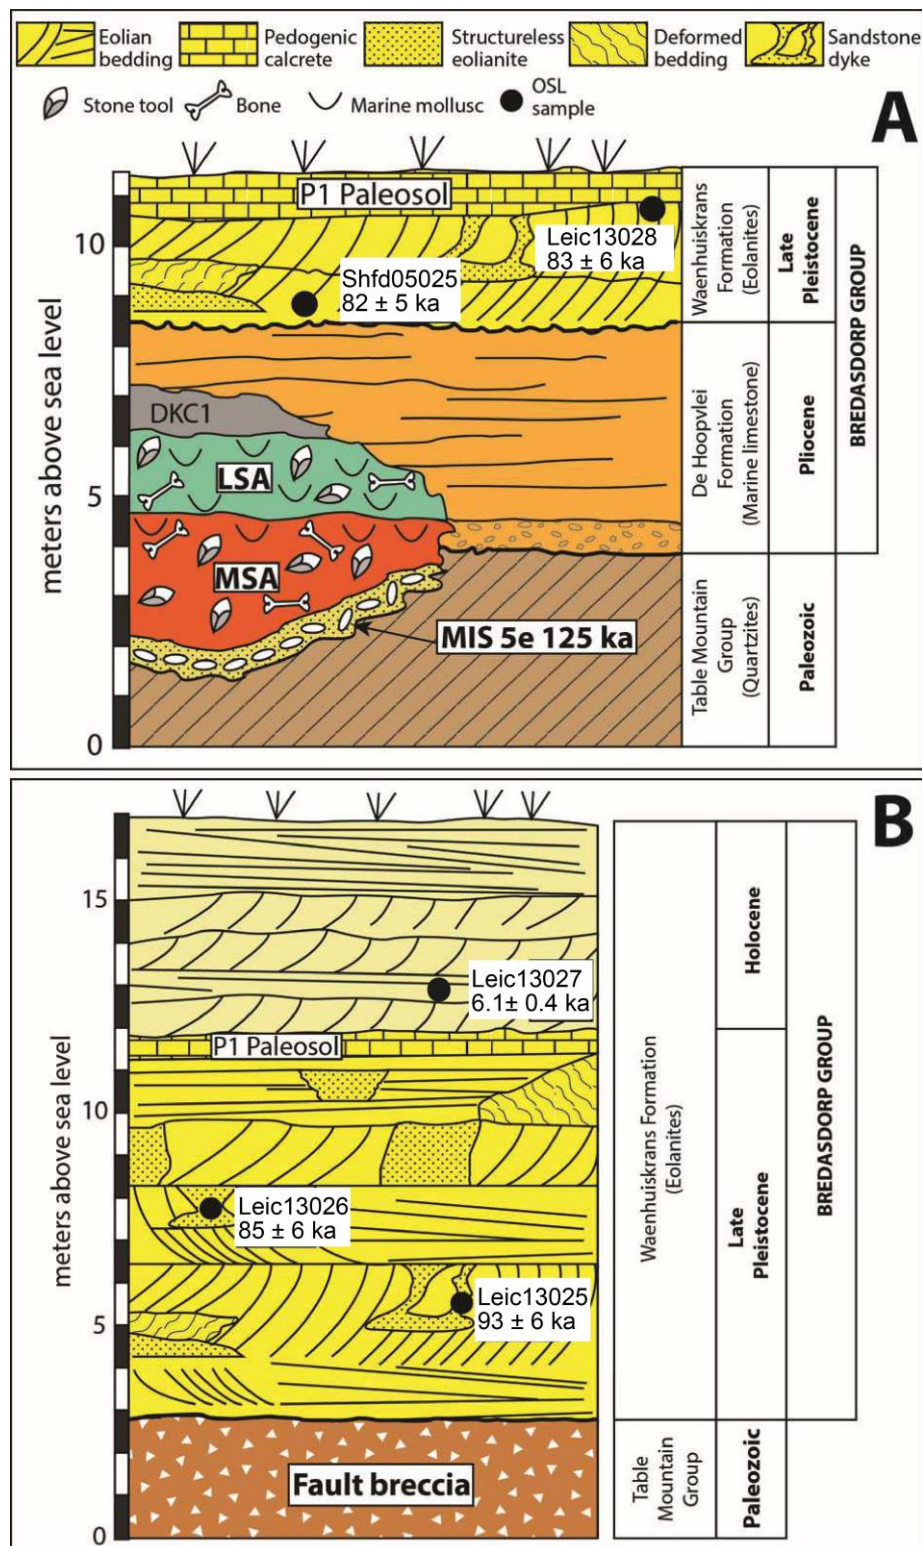 Eolian
bedding
Pedogenic
calcrete
Structureless
eolianite
Deformed
bedding
Sandstone
dyke
Stone tool
Bone
Marine mollusc
OSL
sample
A
meters above sea level
10
5
0
P1 Paleosol
Leic13028
83 ± 6 ka
Shfd05025
82 ± 5 ka
DKC1
LSA
MSA
MIS 5e 125 ka
Waenhuiskrans
Formation
(Eolanites)
Late
Pleistocene
De Hoopvlei
Formation
(Marine limestone)
Pliocene
Table Mountain
Group
(Quartzites)
Paleozoic
BREDASDORP GROUP
B
meters above sea level
15
10
5
0
Leic13027
6.1± 0.4 ka
P1 Paleosol
Leic13026
85 ± 6 ka
Leic13025
93 ± 6 ka
Fault breccia
Waenhuiskrans Formation
(Eolanites)
Holocene
Late
Pleistocene
Table
Mountain
Group
Paleozoic
BREDASDORP GROUP